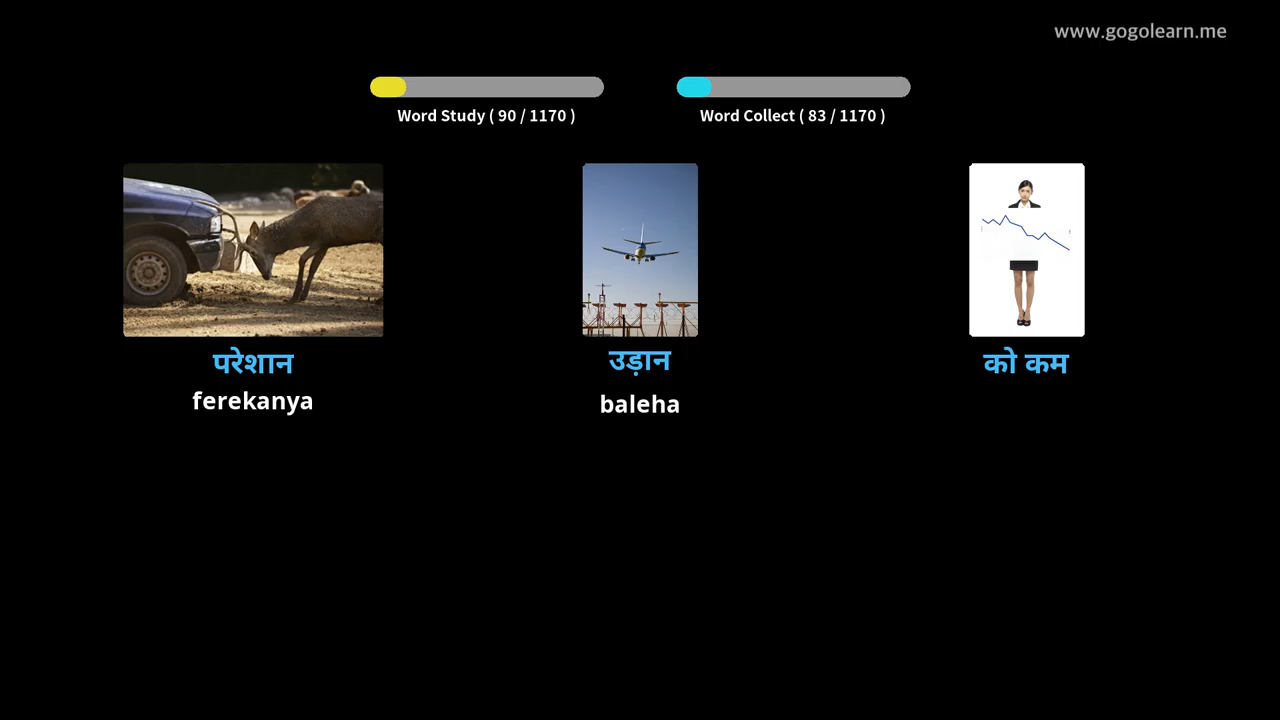 www.gogolearn.me
Word Study ( 90 / 1170 )
Word Collect ( 83 / 1170 )
परेशान
उड़ान
को कम
ferekanya
baleha